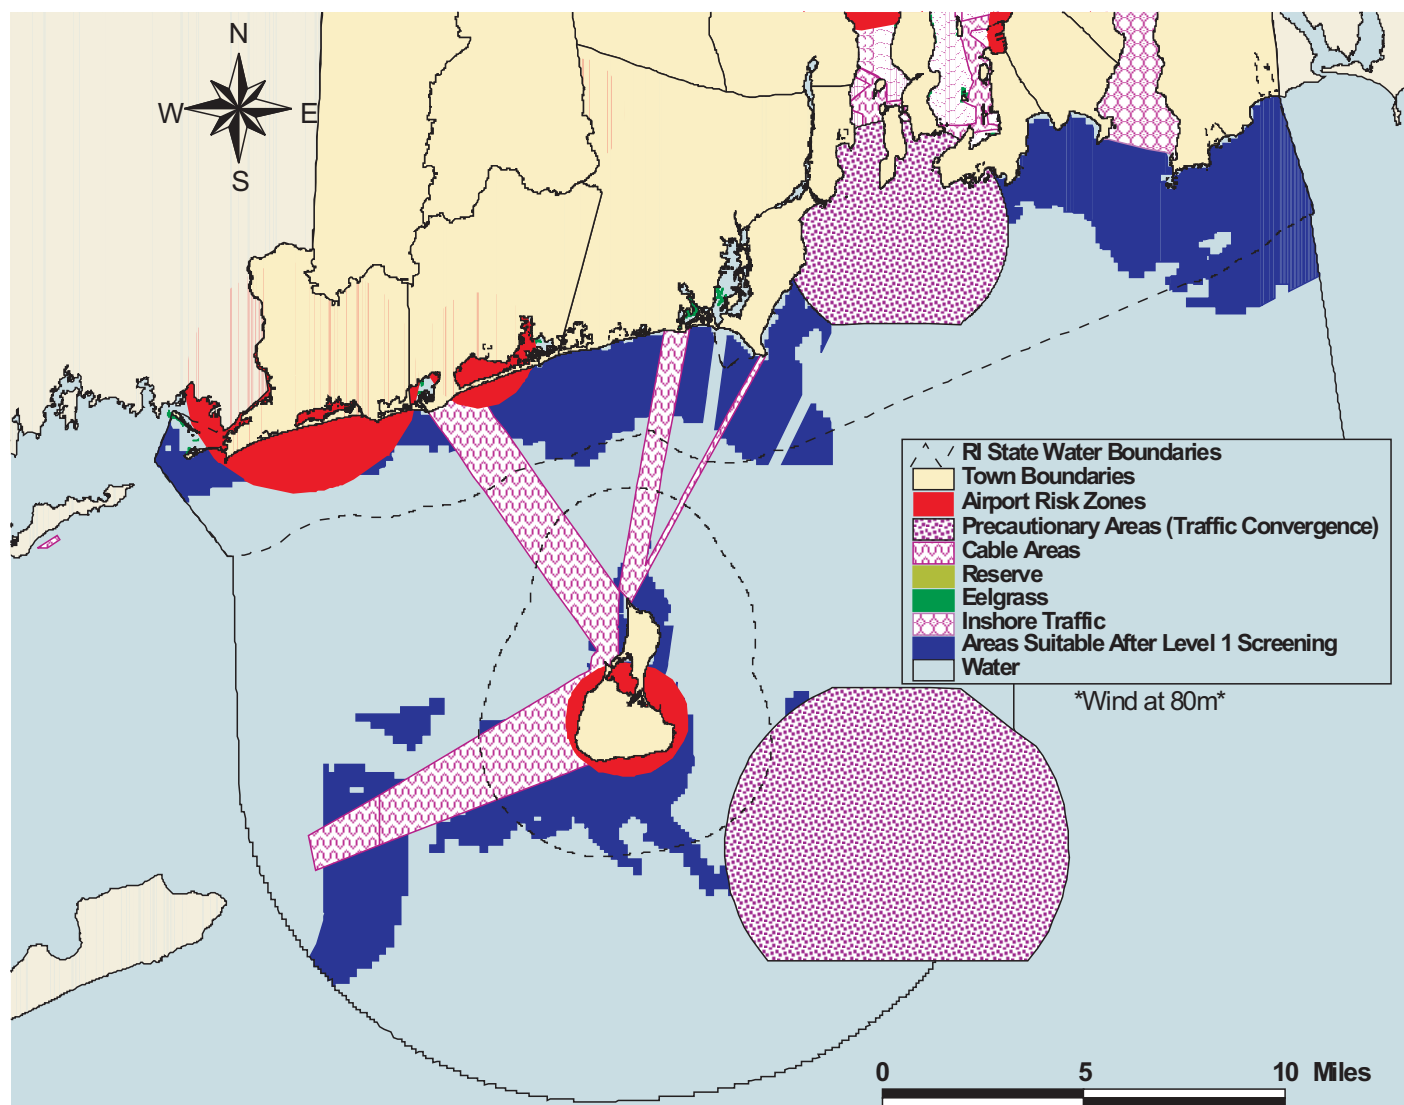 N
W E
S
RI State Water Boundaries
Town Boundaries
Airport Risk Zones
Precautionary Areas (Traffic Convergence)
Cable Areas
Reserve
Eelgrass
Inshore Traffic
Areas Suitable After Level 1 Screening
Water
*Wind at 80m*
0 5 10 Miles